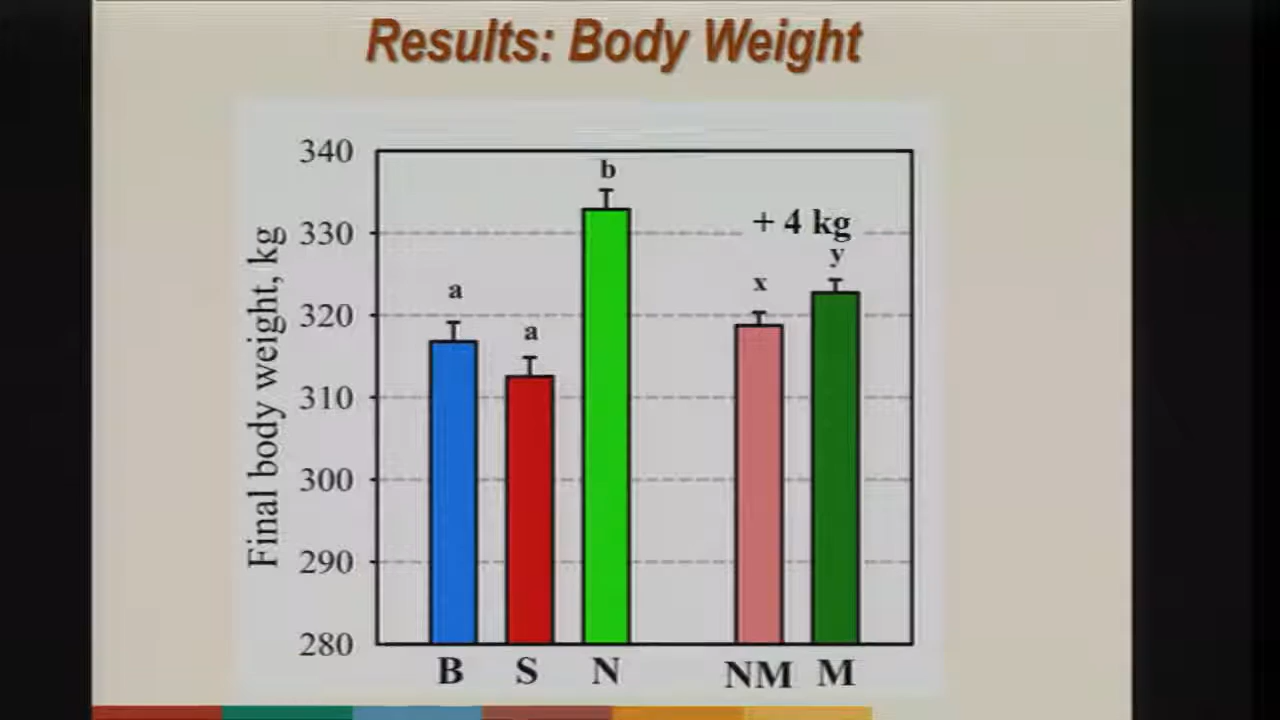 Results: Body Weight
340
330
320
310
300
290
280
Final body weight, kg
a
a
b
x
+ 4 kg
y
B S N NM M